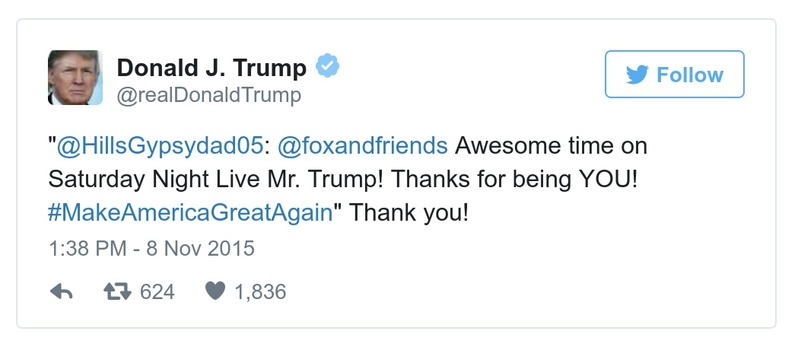 Donald J. Trump
@realDonaldTrump
Follow
"@HillsGypsydad05: @foxandfriends Awesome time on
Saturday Night Live Mr. Trump! Thanks for being YOU!
#MakeAmericaGreatAgain" Thank you!
1:38 PM - 8 Nov 2015
624 1,836